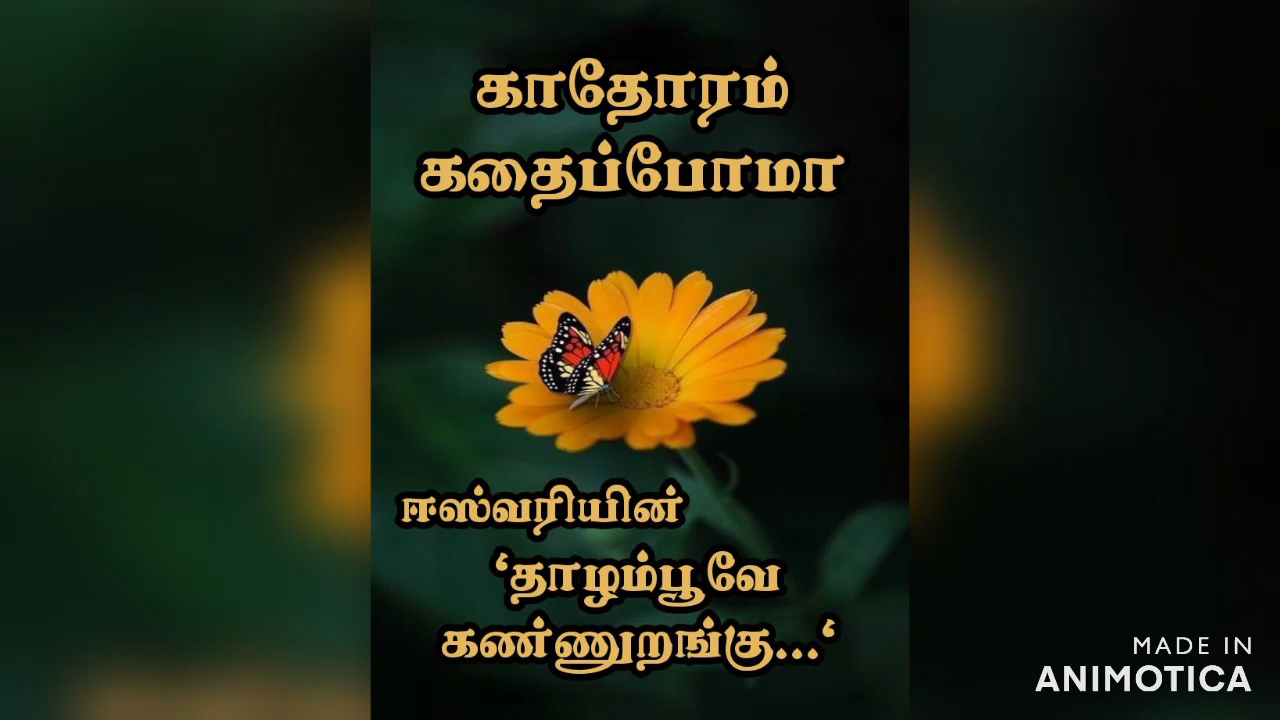 காதோரம்
கதைப்போமா
ஈஸ்வரியின்
‘தாழம்பூவே
கண்ணுறங்கு...‘
MADE IN
ANIMOTICA